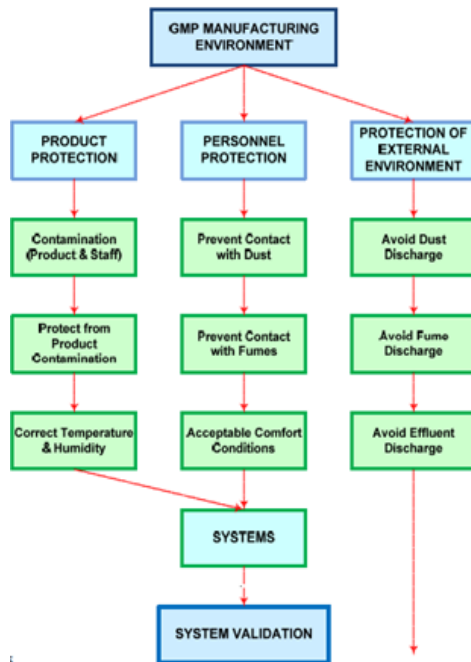 GMP MANUFACTURING
ENVIRONMENT
PRODUCT
PROTECTION
PERSONNEL
PROTECTION
PROTECTION OF
EXTERNAL
ENVIRONMENT
Contamination
(Product & Staff)
Prevent Contact
with Dust
Avoid Dust
Discharge
Protect from
Product
Contamination
Prevent Contact
with Fumes
Avoid Fume
Discharge
Correct Temperature
& Humidity
Acceptable Comfort
Conditions
Avoid Effluent
Discharge
SYSTEMS
SYSTEM VALIDATION